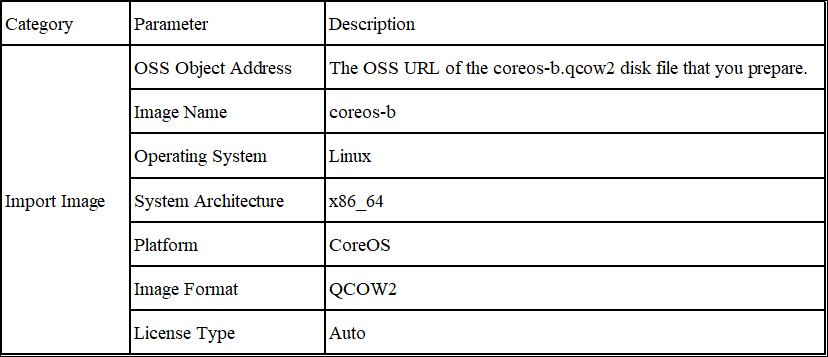 Category Parameter Description
OSS Object Address The OSS URL of the coreos-b.qcow2 disk file that you prepare.
Image Name coreos-b
Operating System Linux
Import Image System Architecture x86_64
Platform CoreOS
Image Format QCOW2
License Type Auto